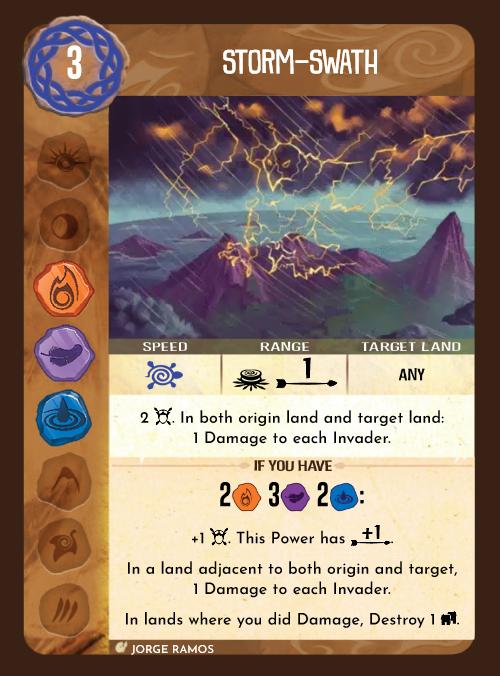 3
STORM–SWATH
SPEED RANGE TARGET LAND
1
ANY
2 . In both origin land and target land:
1 Damage to each Invader.
IF YOU HAVE
2 3 2 :
+1 . This Power has +1.
In a land adjacent to both origin and target,
1 Damage to each Invader.
In lands where you did Damage, Destroy 1 .
JORGE RAMOS